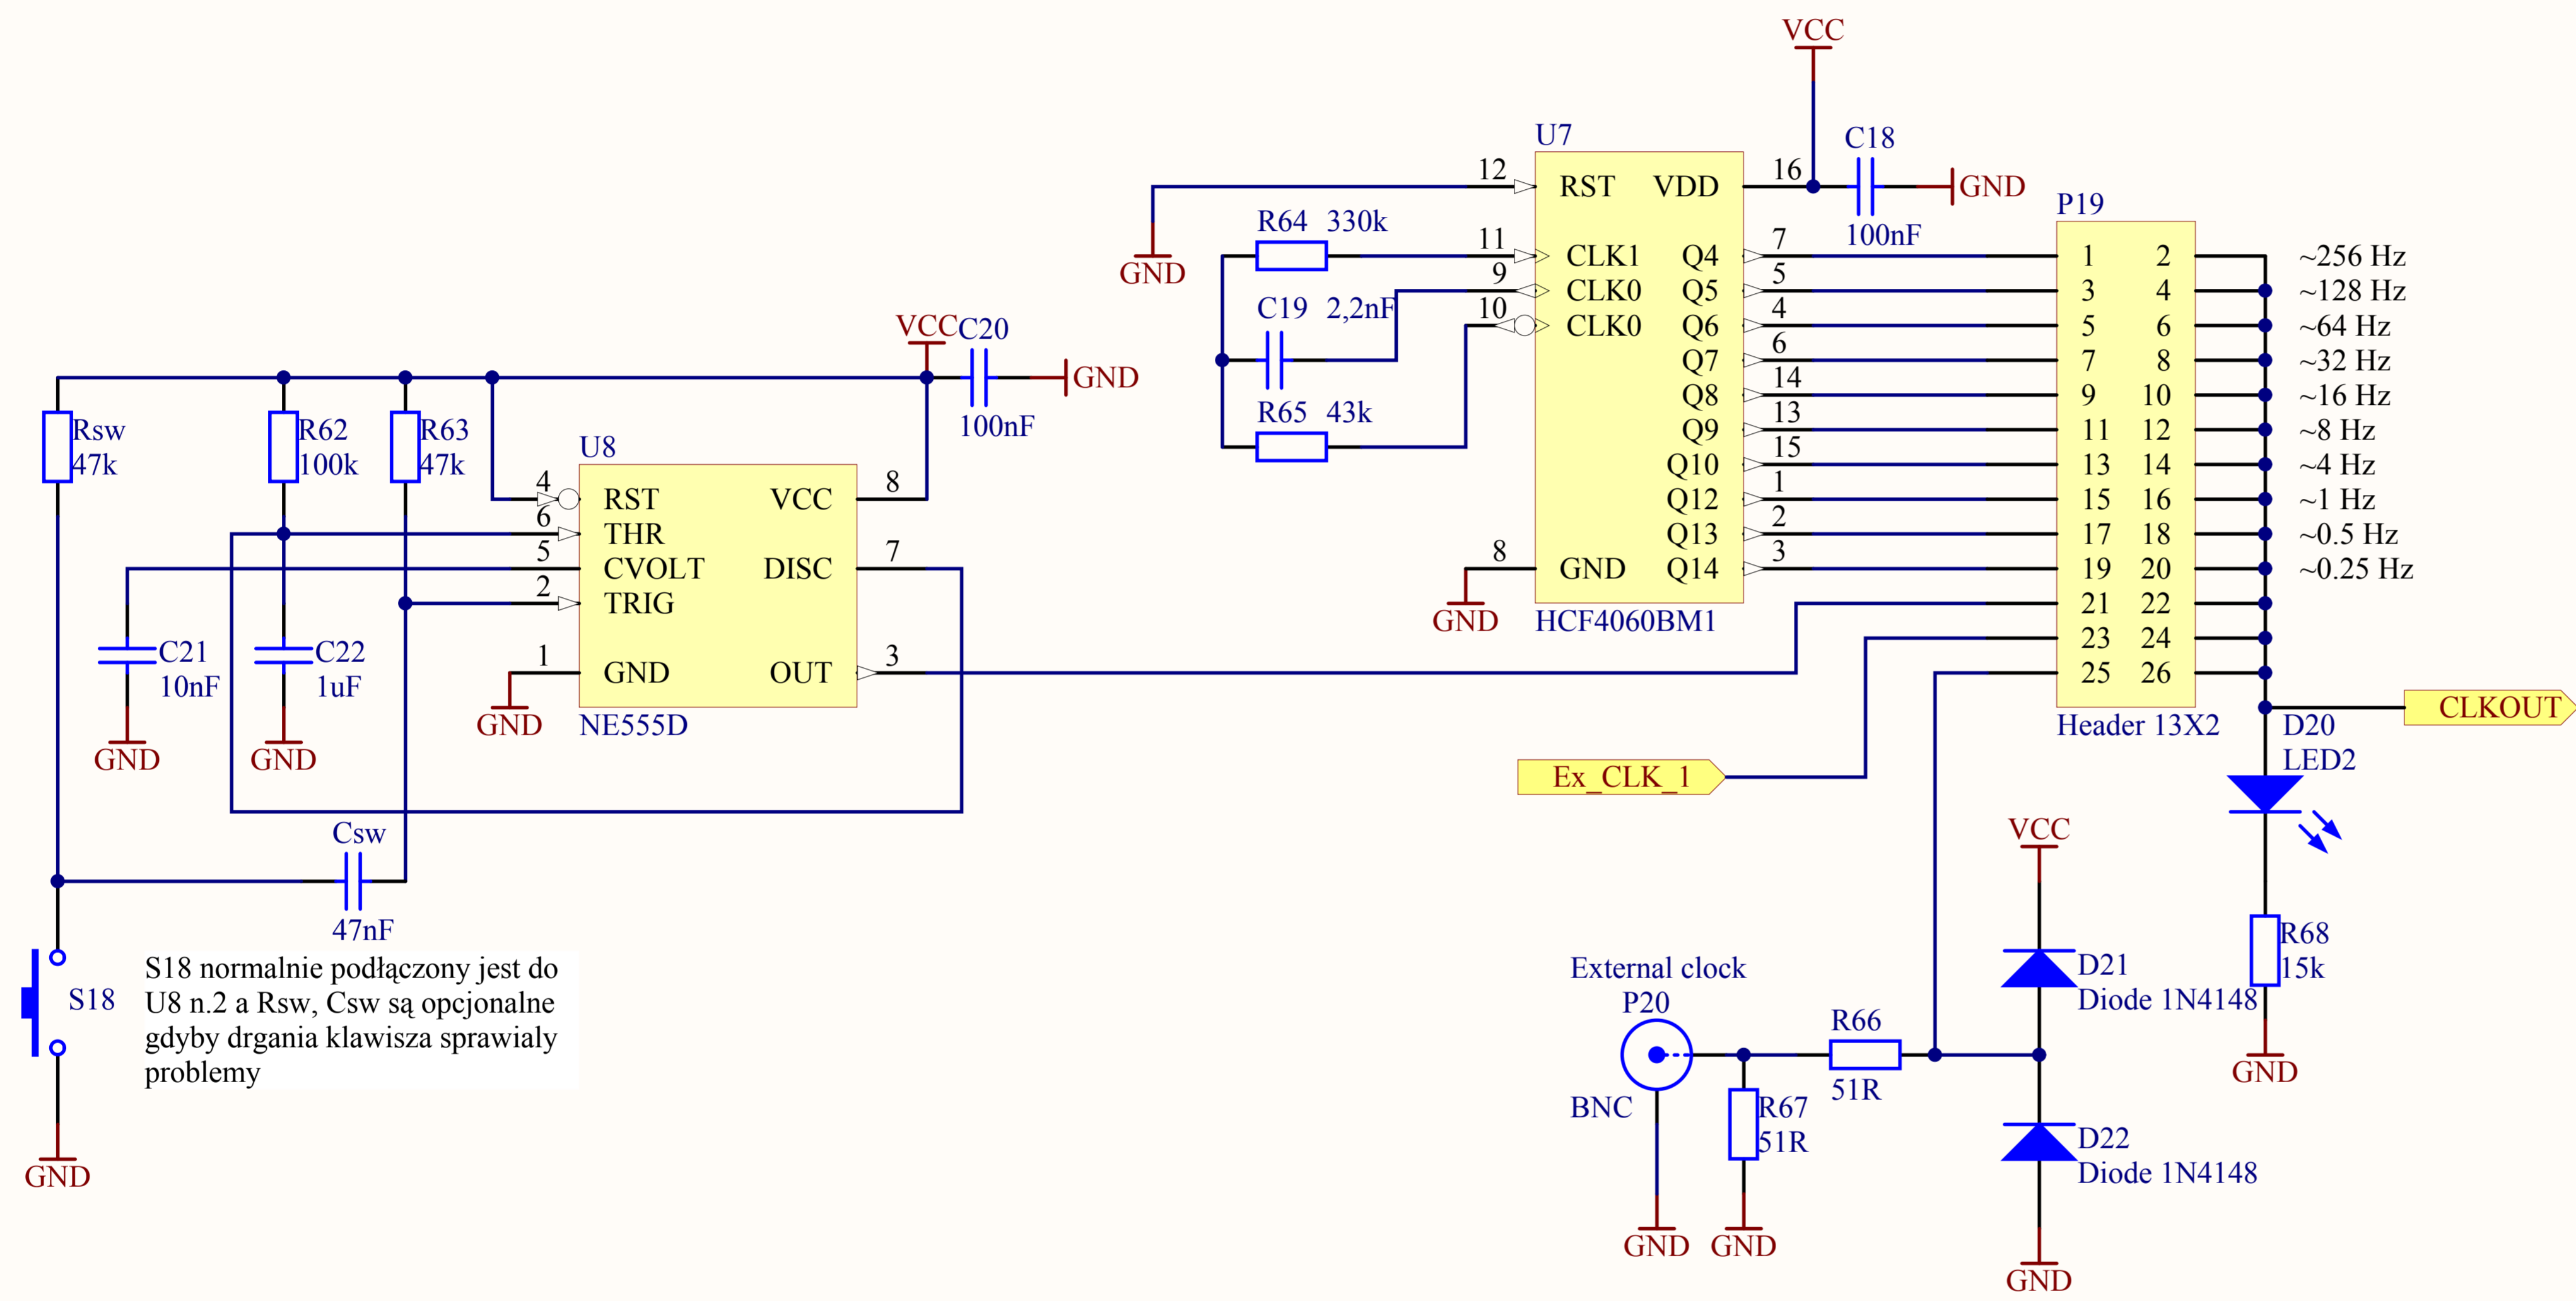 VCC
U7
C18
12
RST
VDD
16
GND
100nF
GND
R64 330k
11
CLK1
Q4
7
9
CLK0
Q5
5
10
CLK0
Q6
4
C19 2,2nF
Q7
6
R65 43k
Q8
14
Q9
13
Q10
15
Q12
1
Q13
2
8
GND
Q14
3
GND
HCF4060BM1
P19
1 2
3 4
5 6
7 8
9 10
11 12
13 14
15 16
17 18
19 20
21 22
23 24
25 26
Header 13X2
~256 Hz
~128 Hz
~64 Hz
~32 Hz
~16 Hz
~8 Hz
~4 Hz
~1 Hz
~0.5 Hz
~0.25 Hz
CLKOUT
D20
LED2
R68
15k
GND
VCC
C20
GND
100nF
Rsw
47k
R62
100k
R63
47k
U8
4
RST
VCC
8
6
THR
5
CVOLT
DISC
7
2
TRIG
1
GND
OUT
3
GND
NE555D
C21
10nF
GND
C22
1uF
GND
Csw
47nF
S18
GND
S18 normalnie podłączony jest do
U8 n.2 a Rsw, Csw są opcjonalne
gdyby drgania klawisza sprawialy
problemy
Ex_CLK_1
External clock
P20
BNC
GND
R67
51R
GND
R66
51R
VCC
D21
Diode 1N4148
D22
Diode 1N4148
GND